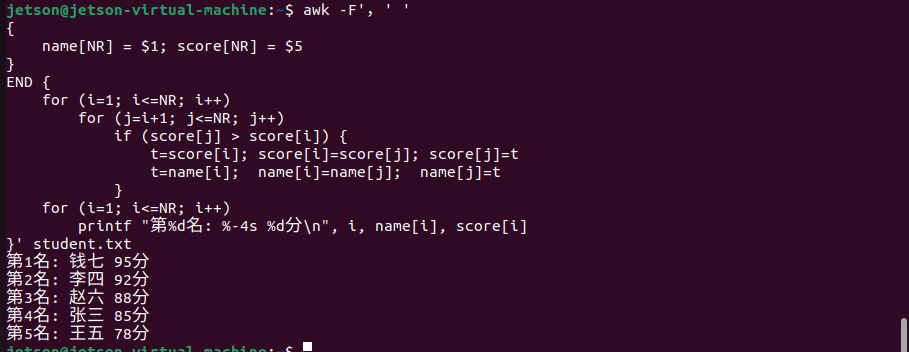 jetson@jetson-virtual-machine:~$ awk -F', ' '
{
    name[NR] = $1; score[NR] = $5
}
END {
    for (i=1; i<=NR; i++)
        for (j=i+1; j<=NR; j++)
            if (score[j] > score[i]) {
                t=score[i]; score[i]=score[j]; score[j]=t
                t=name[i];  name[i]=name[j];  name[j]=t
            }
    for (i=1; i<=NR; i++)
        printf "第%d名: %-4s %d分\n", i, name[i], score[i]
}' student.txt
第1名: 钱七 95分
第2名: 李四 92分
第3名: 赵六 88分
第4名: 张三 85分
第5名: 王五 78分
jetson@jetson-virtual-machine:~$